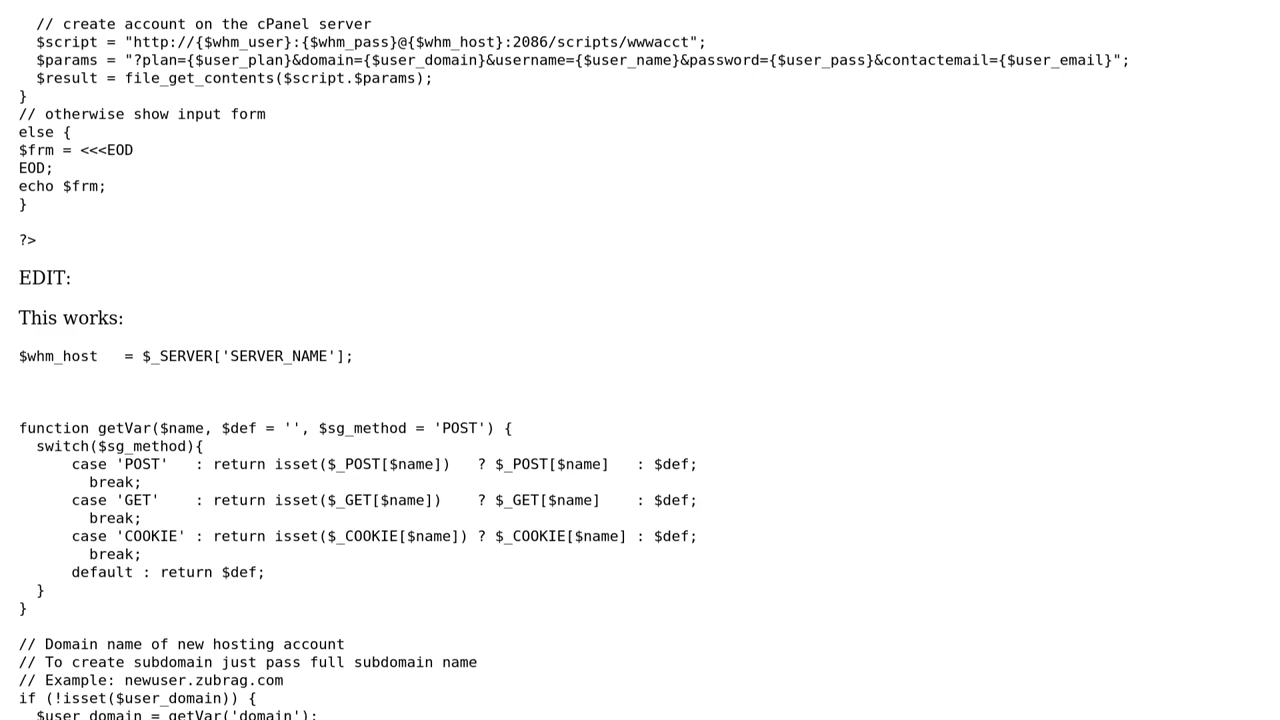 // create account on the cPanel server
  $script = "http://{$whm_user}:{$whm_pass}@{$whm_host}:2086/scripts/wwwacct";
  $params = "?plan={$user_plan}&domain={$user_domain}&username={$user_name}&password={$user_pass}&contactemail={$user_email}";
  $result = file_get_contents($script.$params);
}
// otherwise show input form
else {
$frm = <<<EOD
EOD;
echo $frm;
}

?>
EDIT:
This works:
$whm_host   = $_SERVER['SERVER_NAME'];



function getVar($name, $def = '', $sg_method = 'POST') {
  switch($sg_method){
      case 'POST'   : return isset($_POST[$name])   ? $_POST[$name]   : $def;
        break;
      case 'GET'    : return isset($_GET[$name])    ? $_GET[$name]    : $def;
        break;
      case 'COOKIE' : return isset($_COOKIE[$name]) ? $_COOKIE[$name] : $def;
        break;
      default : return $def;
  }
}

// Domain name of new hosting account
// To create subdomain just pass full subdomain name
// Example: newuser.zubrag.com
if (!isset($user_domain)) {
  $user_domain = getVar('domain');